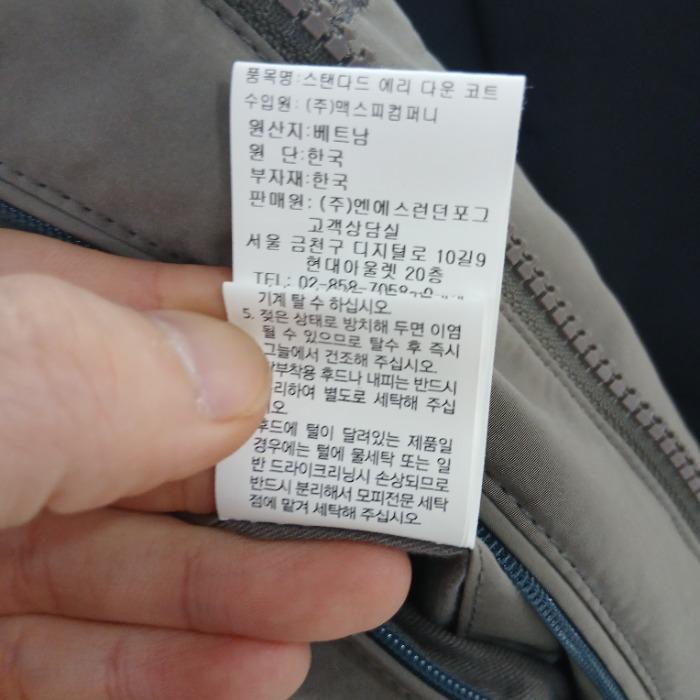 품목명:스탠다드 에리 다운 코트
수입원: (주)맥스피컴퍼니
원산지:베트남
원 단:한국
부자재:한국
판매원: (주)엔에스런던포그
고객상담실
서울 금천구 디지털로 10길9
현대아울렛 20층
TEL: 02-858-7058
기계 탈 수 하십시오.
5. 젖은 상태로 방치해 두면 이염
될 수 있으므로 탈수 후 즉시
그늘에서 건조해 주십시오.
후드나 내피는 반드시
별도로 세탁해 주십
시오.
후드에 털이 달려있는 제품일
경우에는 털에 물세탁 또는 일
반 드라이크리닝시 손상되므로
반드시 분리해서 모피전문 세탁
점에 맡겨 세탁해 주십시오.